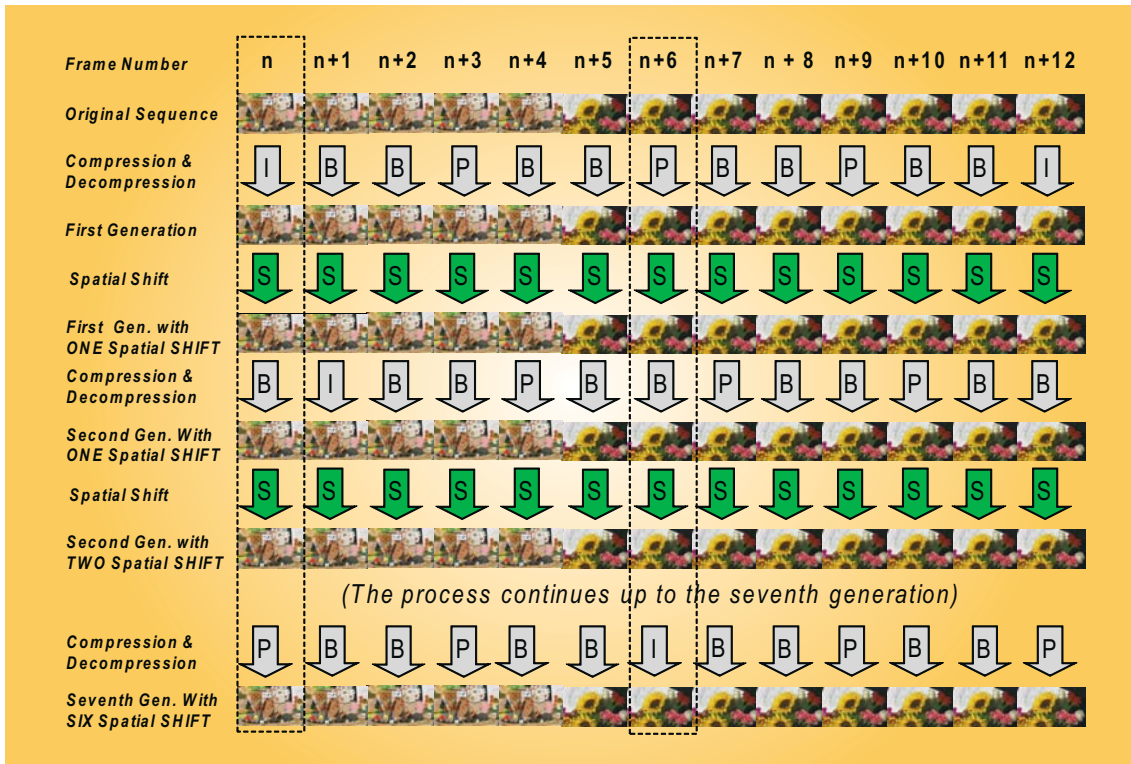 Frame Number n n+1 n+2 n+3 n+4 n+5 n+6 n+7 n + 8 n+9 n+10 n+11 n+12
Original Sequence
Compression &
Decompression
I B B P B B P B B P B B I
First Generation
Spatial Shift S S S S S S S S S S S S S
First Gen. with
ONE Spatial SHIFT
Compression &
Decompression
B I B B P B B P B B P B B
Second Gen. With
ONE Spatial SHIFT
Spatial Shift S S S S S S S S S S S S S
Second Gen. with
TWO Spatial SHIFT
(The process continues up to the seventh generation)
Compression &
Decompression
P B B P B B I B B P B B P
Seventh Gen. With
SIX Spatial SHIFT